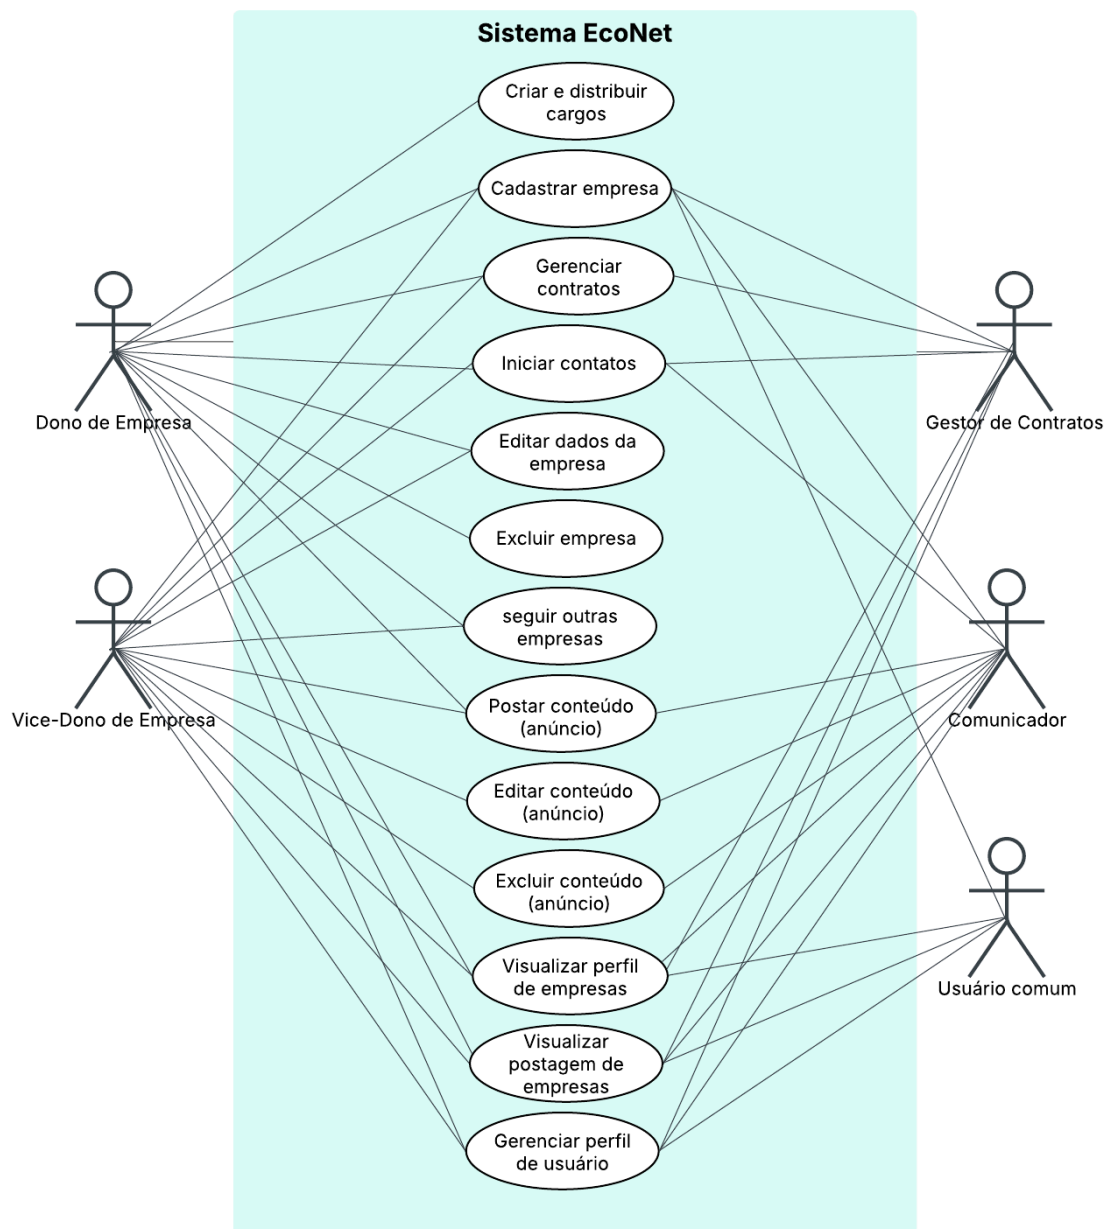 Sistema EcoNet
Criar e distribuir
cargos
Cadastrar empresa
Gerenciar
contratos
Iniciar contatos
Dono de Empresa
Gestor de Contratos
Editar dados da
empresa
Excluir empresa
seguir outras
empresas
Vice-Dono de Empresa
Postar conteúdo
(anúncio)
Comunicador
Editar conteúdo
(anúncio)
Excluir conteúdo
(anúncio)
Visualizar perfil
de empresas
Usuário comum
Visualizar
postagem de
empresas
Gerenciar perfil
de usuário